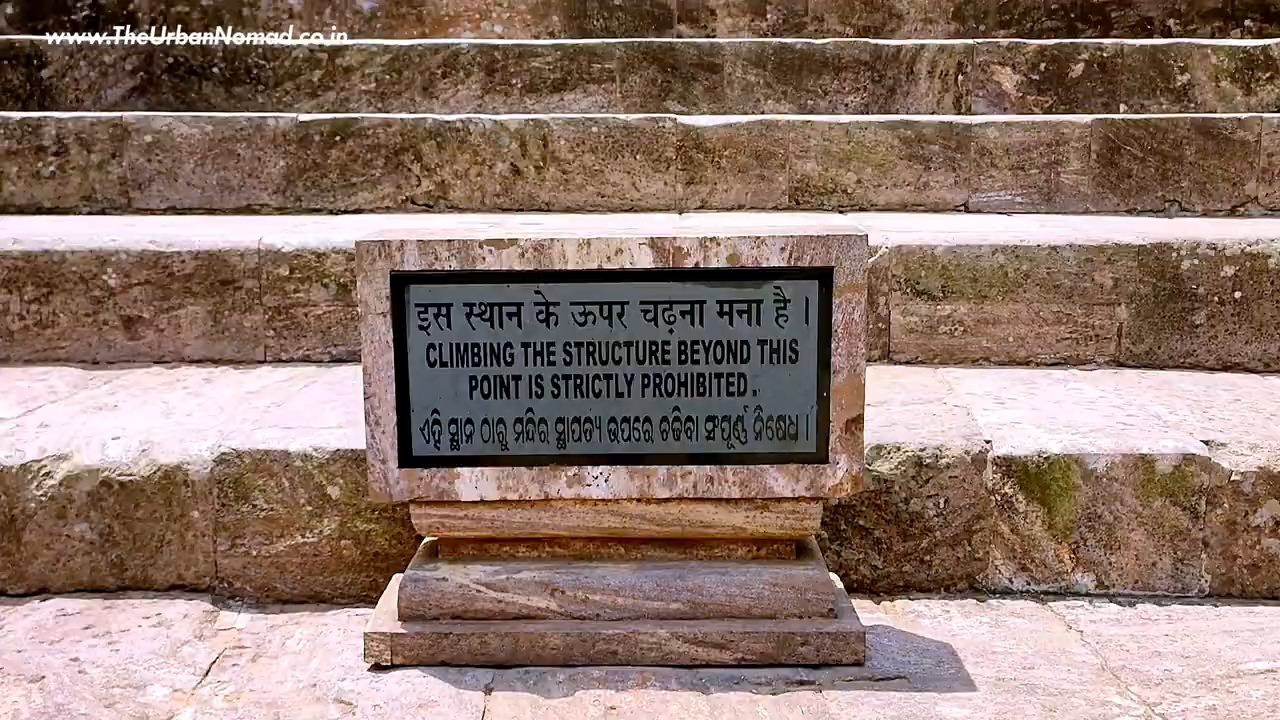 www.TheUrbanNomad.co.in
इस स्थान के ऊपर चढ़ना मना है ।
CLIMBING THE STRUCTURE BEYOND THIS
POINT IS STRICTLY PROHIBITED.
ଏହି ସ୍ଥାନ ଠାରୁ ମନ୍ଦିର ସ୍ଥାପତ୍ୟ ଉପରେ ଚଢିବା ସଂପୂର୍ଣ୍ଣ ନିଷେଧ ।